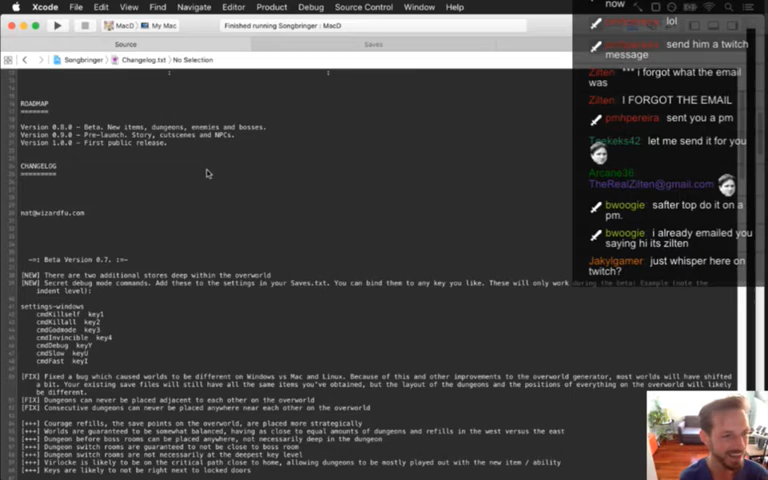 Xcode File Edit View Find Navigate Editor Product Debug Source Control Window Help
MacD My Mac
Finished running Songbringer : MacD
Source
Saves
Songbringer Changelog.txt No Selection
ROADMAP
=======
Version 0.8.0 - Beta. New items, dungeons, enemies and bosses.
Version 0.9.0 - Pre-launch. Story, cutscenes and NPCs.
Version 1.0.0 - First public release.
CHANGELOG
=========
nat@wizardfu.com
-=: Beta Version 0.7, :=-
[NEW] There are two additional stores deep within the overworld
[NEW] Secret debug mode commands. Add these to the settings in your Saves.txt. You can bind them to any key you like. These will only work during the beta! Example (note the
indent level):
settings-windows
cmdKillself key1
cmdKillall key2
cmdGodmode key3
cmdInvincible key4
cmdDebug keyY
cmdSlow keyU
cmdFast keyI
[FIX] Fixed a bug which caused worlds to be different on Windows vs Mac and Linux. Because of this and other improvements to the overworld generator, most worlds will have shifted
a bit. Your existing save files will still have all the same items you've obtained, but the layout of the dungeons and the positions of everything on the overworld will likely
be different.
[FIX] Dungeons can never be placed adjacent to each other on the overworld
[FIX] Consecutive dungeons can never be placed anywhere near each other on the overworld
[+++] Courage refills, the save points on the overworld, are placed more strategically
[+++] Worlds are guaranteed to be somewhat balanced, having as close to equal amounts of dungeons and refills in the west versus the east
[+++] Dungeon before boss rooms can be placed anywhere, not necessarily deep in the dungeon
[+++] Dungeon switch rooms are guaranteed to not be close to boss room
[+++] Dungeon switch rooms are not necessarily at the deepest key level
[+++] Virlocke is likely to be on the critical path close to home, allowing dungeons to be mostly played out with the new item / ability
[+++] Keys are likely to not be right next to locked doors
now
lol
send him a twitch
message
Zilten: *** i forgot what the email
was
Zilten: I FORGOT THE EMAIL
pmhpereira sent you a pm
Teekeks42 let me send it for you
Arcane36
TheRealZilten@gmail.com
bwoogie safter top do it on a
pm.
bwoogie i already emailed you
saying hi its zilten
Jakylgamer: just whisper here on
twitch?